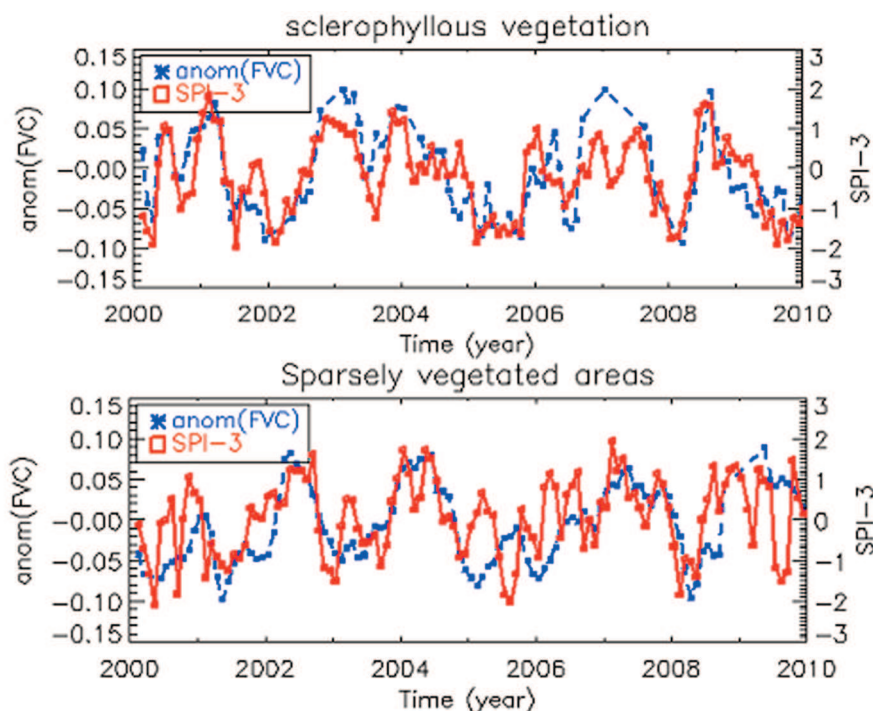 sclerophyllous vegetation
0.15 3
0.10 2
0.05 1
-0.00 0
-0.05 -1
-0.10 -2
-0.15 -3
anom(FVC)
SPI-3
anom(FVC)
SPI-3
2000 2002 2004 2006 2008 2010
Time (year)
Sparsely vegetated areas
0.15 3
0.10 2
0.05 1
-0.00 0
-0.05 -1
-0.10 -2
-0.15 -3
anom(FVC)
SPI-3
anom(FVC)
SPI-3
2000 2002 2004 2006 2008 2010
Time (year)